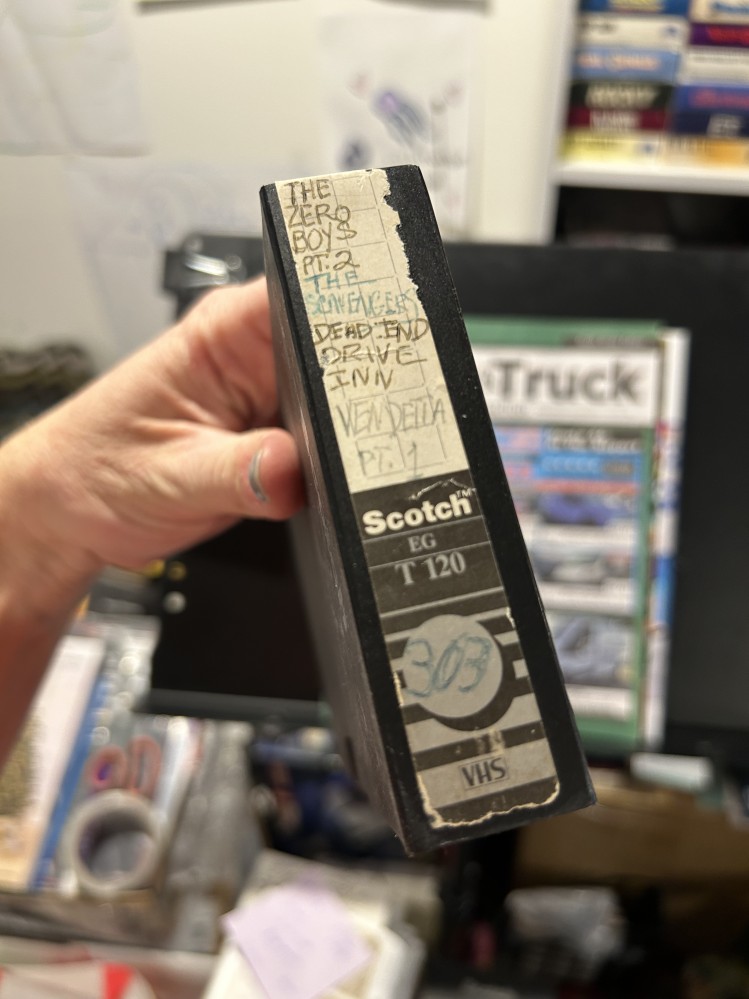 THE
ZERO
BOYS
PT. 2
THE
SCAVENGERS
DEAD END
DRIVE
INN
VENDETTA
PT. 1
Scotch™
EG
T 120
303
VHS
Truck